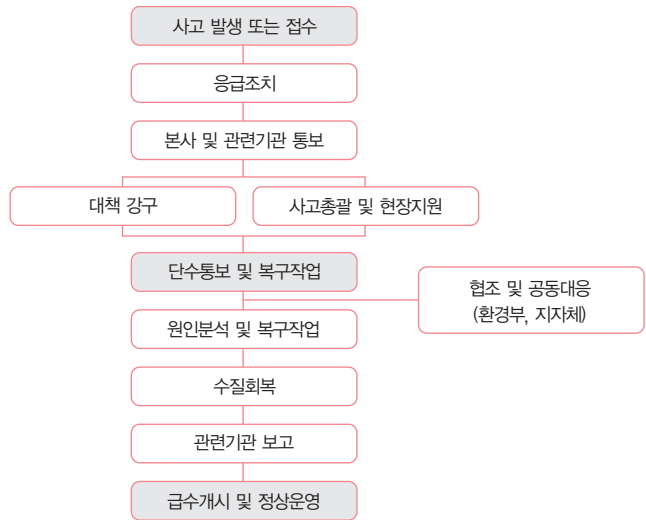 사고 발생 또는 접수
응급조치
본사 및 관련기관 통보
대책 강구
사고총괄 및 현장지원
단수통보 및 복구작업
협조 및 공동대응
(환경부, 지자체)
원인분석 및 복구작업
수질회복
관련기관 보고
급수개시 및 정상운영